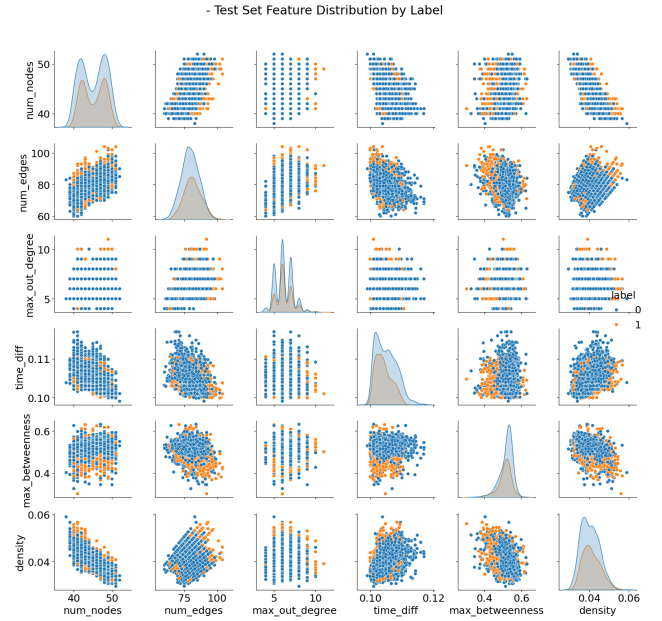 - Test Set Feature Distribution by Label
num_nodes
50
40
num_edges
100
80
60
max_out_degree
10
5
label
0
1
time_diff
0.11
0.10
max_betweenness
0.6
0.4
density
0.06
0.04
40 50
75 100
5 10
0.10 0.12
0.4 0.6
0.04 0.06
num_nodes num_edges max_out_degree time_diff max_betweenness density